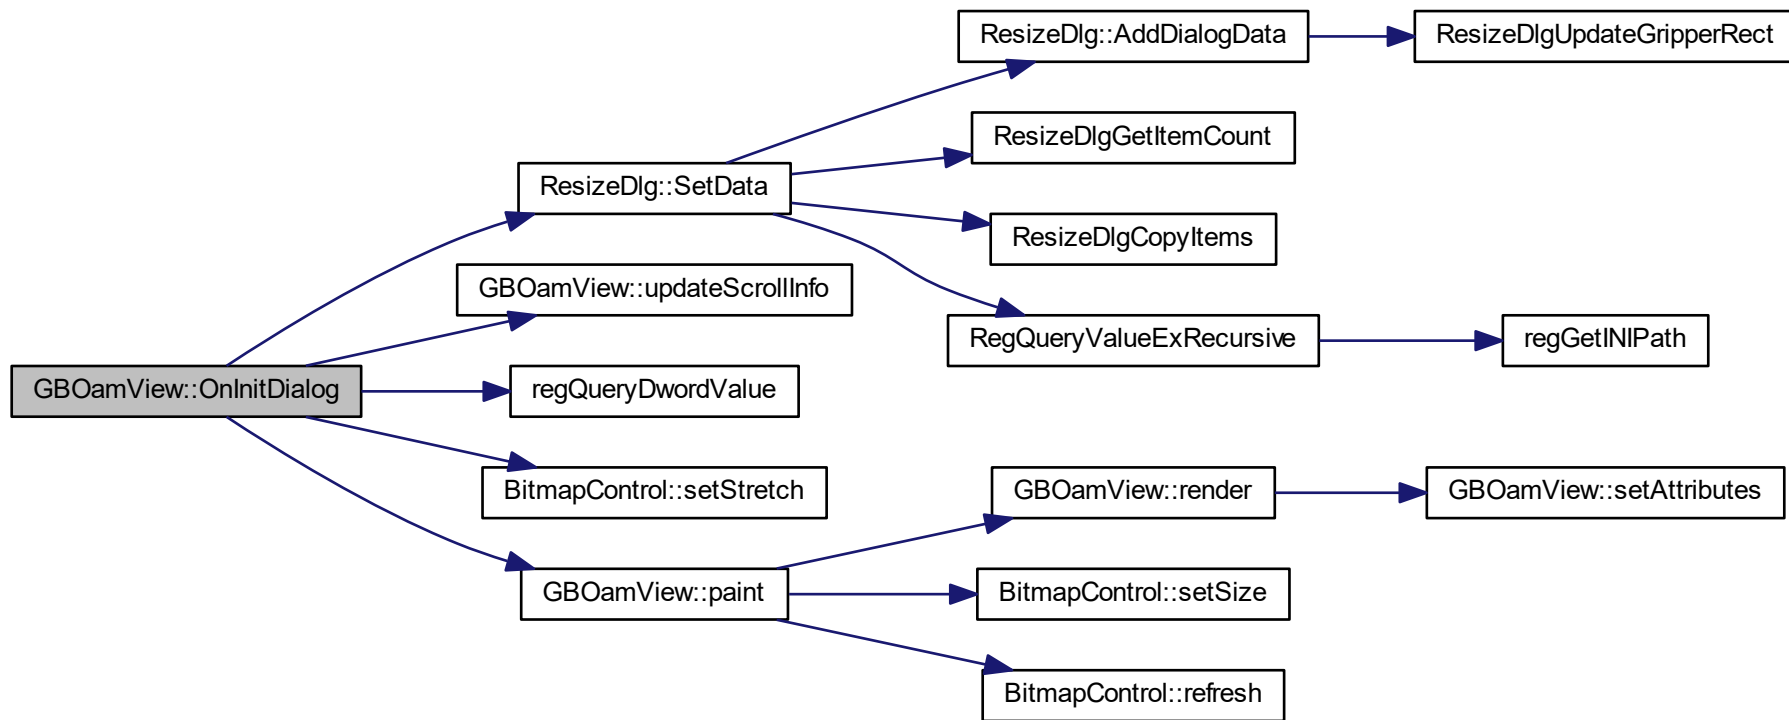 ResizeDlg::AddDialogData
ResizeDlgUpdateGripperRect
ResizeDlgGetItemCount
ResizeDlg::SetData
ResizeDlgCopyItems
GBOamView::updateScrollInfo
RegQueryValueExRecursive
regGetINIPath
GBOamView::OnInitDialog
regQueryDwordValue
BitmapControl::setStretch
GBOamView::render
GBOamView::setAttributes
GBOamView::paint
BitmapControl::setSize
BitmapControl::refresh